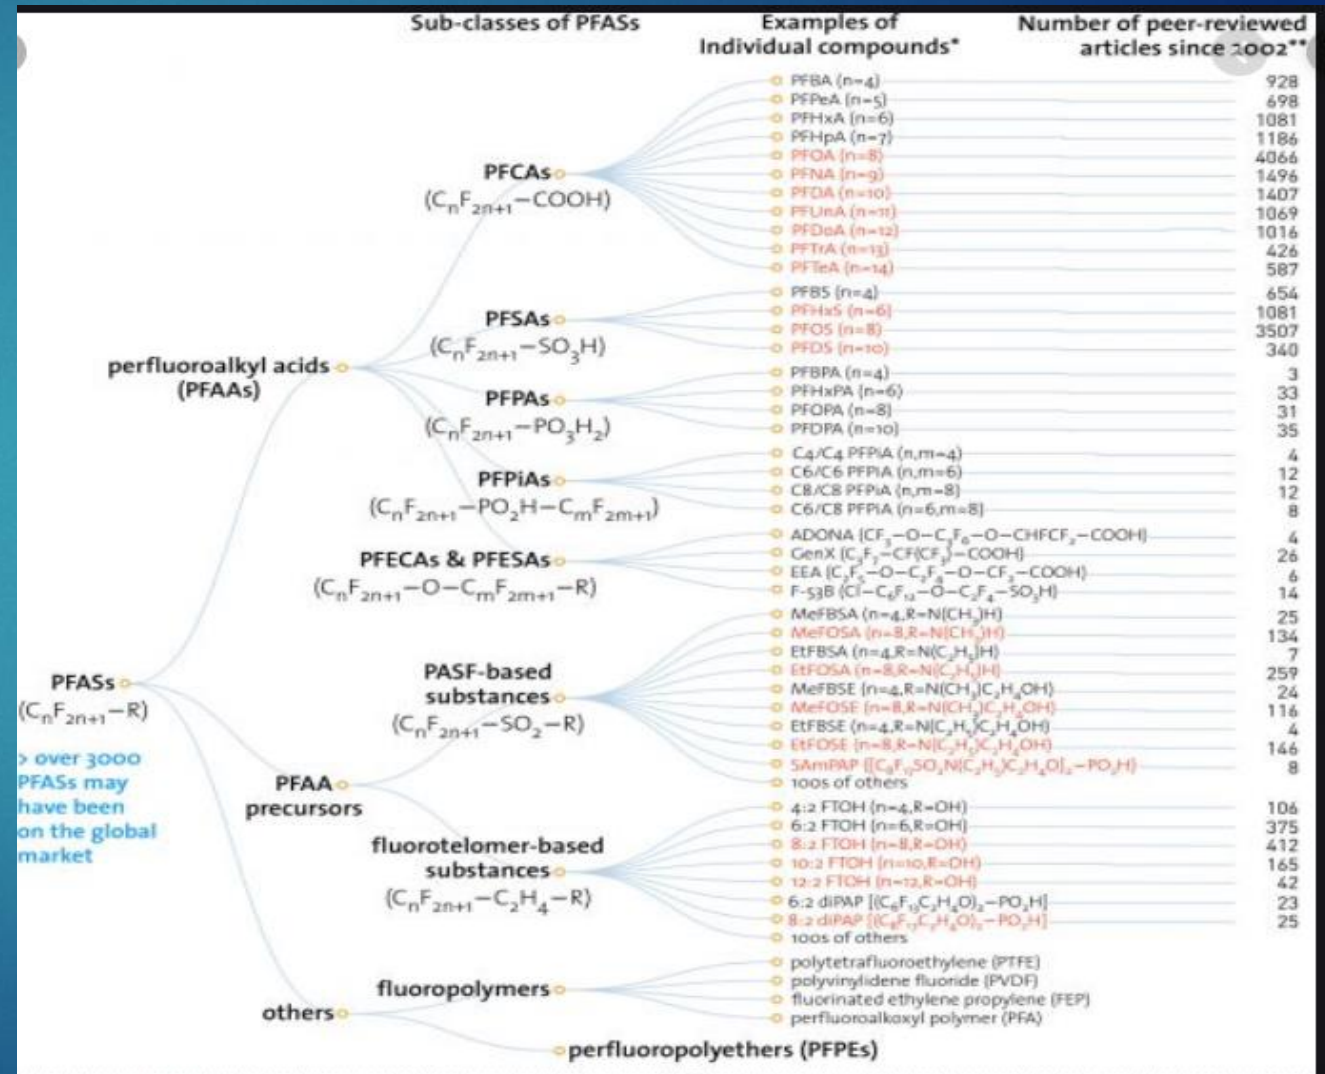 Sub-classes of PFASs
Examples of
Individual compounds*
Number of peer-reviewed
articles since 2002**
PFCAs
(CnF2n+1−COOH)
PFBA (n=4) 928
PFPeA (n=5) 698
PFHxA (n=6) 1081
PFHpA (n=7) 1186
PFOA (n=8) 4066
PFNA (n=9) 1496
PFDA (n=10) 1407
PFUnA (n=11) 1069
PFDoA (n=12) 1016
PFTrA (n=13) 426
PFTeA (n=14) 587
perfluoroalkyl acids
(PFAAs)
PFSAs
(CnF2n+1−SO3H)
PFBS (n=4) 654
PFHxS (n=6) 1081
PFOS (n=8) 3507
PFDS (n=10) 340
PFPAs
(CnF2n+1−PO3H2)
PFBPA (n=4) 3
PFHxPA (n=6) 33
PFOPA (n=8) 31
PFDPA (n=10) 35
PFPiAs
(CnF2n+1−PO2H−CmF2m+1)
C4/C4 PFPiA (n,m=4) 4
C6/C6 PFPiA (n,m=6) 12
C8/C8 PFPiA (n,m=8) 12
C6/C8 PFPiA (n=6,m=8) 8
PFECAs & PFESAs
(CnF2n+1−O−CmF2m+1−R)
ADONA (CF3−O−C3F6−O−CHFCF2−COOH) 4
GenX (C3F7−CF(CF3)−COOH) 26
EEA (C2F5−O−C2F4−O−CF2−COOH) 6
F-53B (Cl−C6F12−O−C2F4−SO3H) 14
PFASs
(CnF2n+1−R)
> over 3000
PFASs may
have been
on the global
market
PFAA
precursors
PASF-based
substances
(CnF2n+1−SO2−R)
MeFBSA (n=4,R=N(CH3)H) 25
MeFOSA (n=8,R=N(CH3)H) 134
EtFBSA (n=4,R=N(C2H5)H) 7
EtFOSA (n=8,R=N(C2H5)H) 259
MeFBSE (n=4,R=N(CH3)C2H4OH) 24
MeFOSE (n=8,R=N(CH3)C2H4OH) 116
EtFBSE (n=4,R=N(C2H5)C2H4OH) 4
EtFOSE (n=8,R=N(C2H5)C2H4OH) 146
SAmPAP {[C8F17SO2N(C2H5)C2H4O]2−PO2H} 8
100s of others
fluorotelomer-based
substances
(CnF2n+1−C2H4−R)
4:2 FTOH (n=4,R=OH) 106
6:2 FTOH (n=6,R=OH) 375
8:2 FTOH (n=8,R=OH) 412
10:2 FTOH (n=10,R=OH) 165
12:2 FTOH (n=12,R=OH) 42
6:2 diPAP [(C6F13C2H4O)2−PO2H] 23
8:2 diPAP [(C8F17C2H4O)2−PO2H] 25
100s of others
others
fluoropolymers
polytetrafluoroethylene (PTFE)
polyvinylidene fluoride (PVDF)
fluorinated ethylene propylene (FEP)
perfluoroalkoxyl polymer (PFA)
perfluoropolyethers (PFPEs)